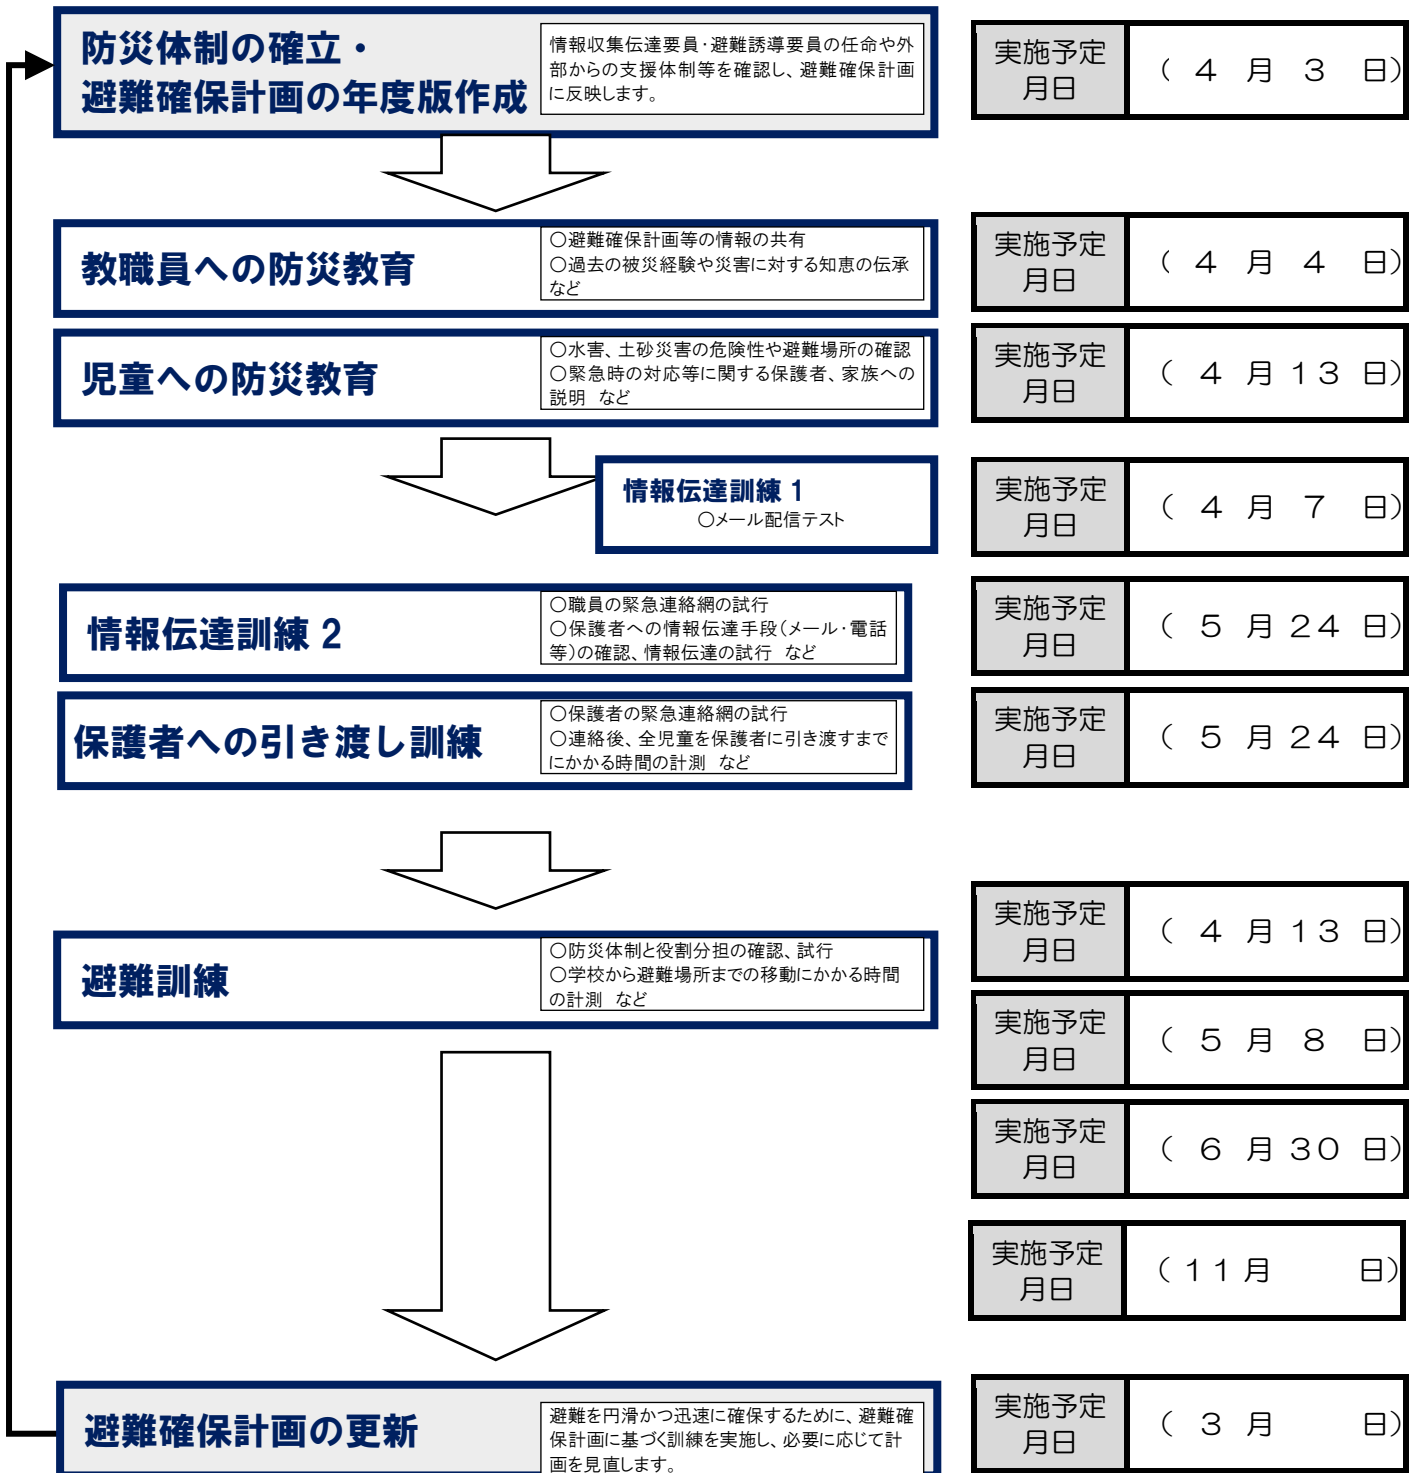 防災体制の確立・
避難確保計画の年度版作成
情報収集伝達要員・避難誘導要員の任命や外
部からの支援体制等を確認し、避難確保計画
に反映します。
実施予定
月日
（ 4 月 3 日）
教職員への防災教育
○避難確保計画等の情報の共有
○過去の被災経験や災害に対する知恵の伝承
など
実施予定
月日
（ 4 月 4 日）
児童への防災教育
○水害、土砂災害の危険性や避難場所の確認
○緊急時の対応等に関する保護者、家族への
説明 など
実施予定
月日
（ 4 月 13 日）
情報伝達訓練 1
○メール配信テスト
実施予定
月日
（ 4 月 7 日）
情報伝達訓練 2
○職員の緊急連絡網の試行
○保護者への情報伝達手段（メール・電話
等）の確認、情報伝達の試行 など
実施予定
月日
（ 5 月 24 日）
保護者への引き渡し訓練
○保護者の緊急連絡網の試行
○連絡後、全児童を保護者に引き渡すまで
にかかる時間の計測 など
実施予定
月日
（ 5 月 24 日）
避難訓練
○防災体制と役割分担の確認、試行
○学校から避難場所までの移動にかかる時間
の計測 など
実施予定
月日
（ 4 月 13 日）
実施予定
月日
（ 5 月 8 日）
実施予定
月日
（ 6 月 30 日）
実施予定
月日
（ 11 月 日）
避難確保計画の更新
避難を円滑かつ迅速に確保するために、避難確
保計画に基づく訓練を実施し、必要に応じて計
画を見直します。
実施予定
月日
（ 3 月 日）